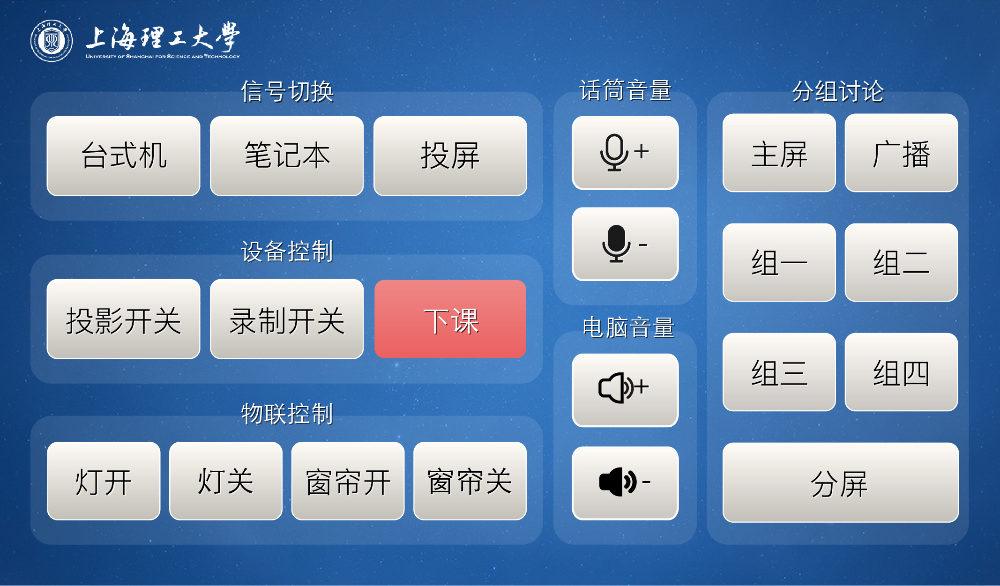 上海理工大學
UNIVERSITY OF SHANGHAI FOR SCIENCE AND TECHNOLOGY
信号切换
台式机
笔记本
投屏
设备控制
投影开关
录制开关
下课
物联控制
灯开
灯关
窗帘开
窗帘关
话筒音量
+
-
电脑音量
+
-
分组讨论
主屏
广播
组一
组二
组三
组四
分屏